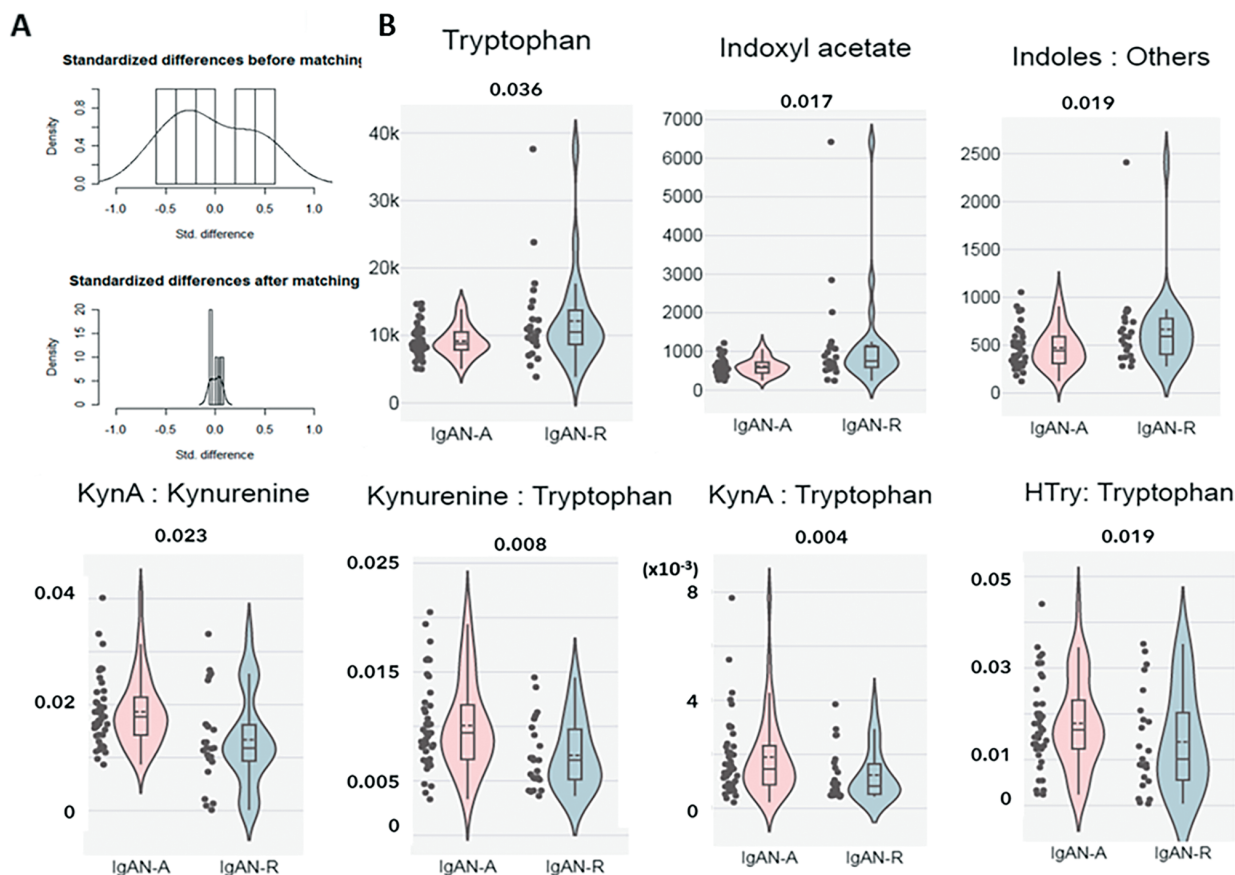 A
Standardized differences before matching
Density
0.0 0.4 0.8
-1.0 -0.5 0.0 0.5 1.0
Std. difference
Standardized differences after matching
Density
0 5 10 15 20
-1.0 -0.5 0.0 0.5 1.0
Std. difference
B
Tryptophan
0.036
40k
30k
20k
10k
0
IgAN-A IgAN-R
Indoxyl acetate
0.017
7000
6000
5000
4000
3000
2000
1000
0
IgAN-A IgAN-R
Indoles : Others
0.019
2500
2000
1500
1000
500
0
IgAN-A IgAN-R
KynA : Kynurenine
0.023
0.04
0.02
0
IgAN-A IgAN-R
Kynurenine : Tryptophan
0.008
0.025
0.015
0.005
0
IgAN-A IgAN-R
KynA : Tryptophan
0.004
(x10⁻³)
8
4
0
IgAN-A IgAN-R
HTry: Tryptophan
0.019
0.05
0.03
0.01
0
IgAN-A IgAN-R